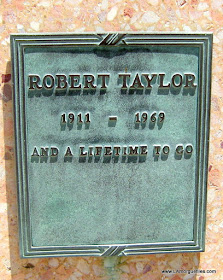 ROBERT TAYLOR
1911 – 1969
AND A LIFETIME TO GO